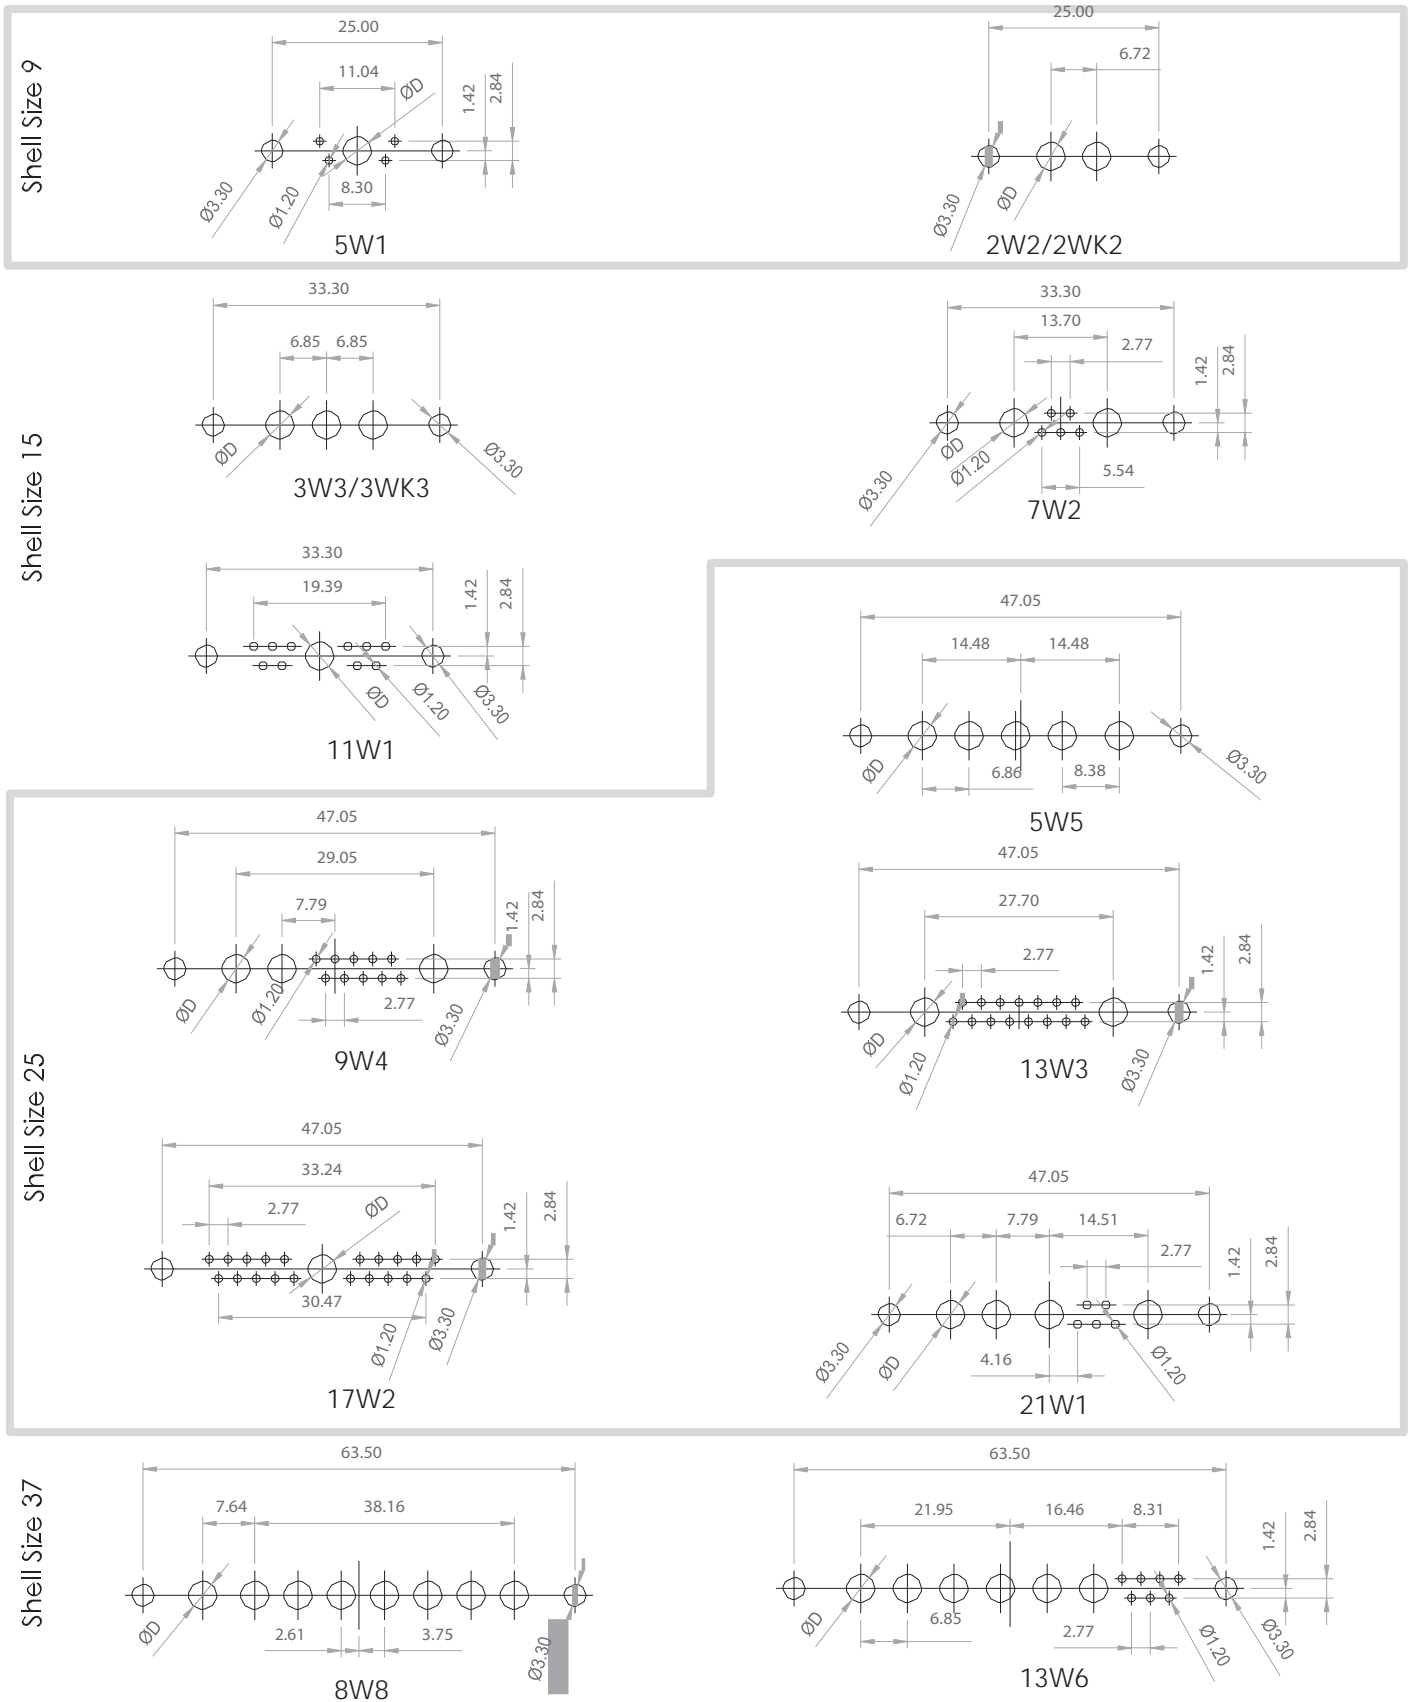 Shell Size 9
25.00
11.04
ØD
1.42
2.84
Ø3.30
Ø1.20
8.30
5W1
25.00
6.72
Ø3.30
ØD
2W2/2WK2
Shell Size 15
33.30
6.85
6.85
ØD
Ø3.30
3W3/3WK3
33.30
13.70
2.77
1.42
2.84
ØD
Ø1.20
Ø3.30
5.54
7W2
33.30
19.39
1.42
2.84
ØD
Ø1.20
Ø3.30
11W1
Shell Size 25
47.05
14.48
14.48
ØD
6.86
8.38
Ø3.30
5W5
47.05
29.05
7.79
1.42
2.84
ØD
Ø1.20
2.77
Ø3.30
9W4
47.05
27.70
2.77
1.42
2.84
ØD
Ø1.20
Ø3.30
13W3
47.05
33.24
2.77
ØD
1.42
2.84
30.47
Ø1.20
Ø3.30
17W2
47.05
6.72
7.79
14.51
2.77
1.42
2.84
Ø3.30
ØD
4.16
Ø1.20
21W1
Shell Size 37
63.50
7.64
38.16
ØD
2.61
3.75
Ø3.30
8W8
63.50
21.95
16.46
8.31
1.42
2.84
ØD
6.85
2.77
Ø1.20
Ø3.30
13W6